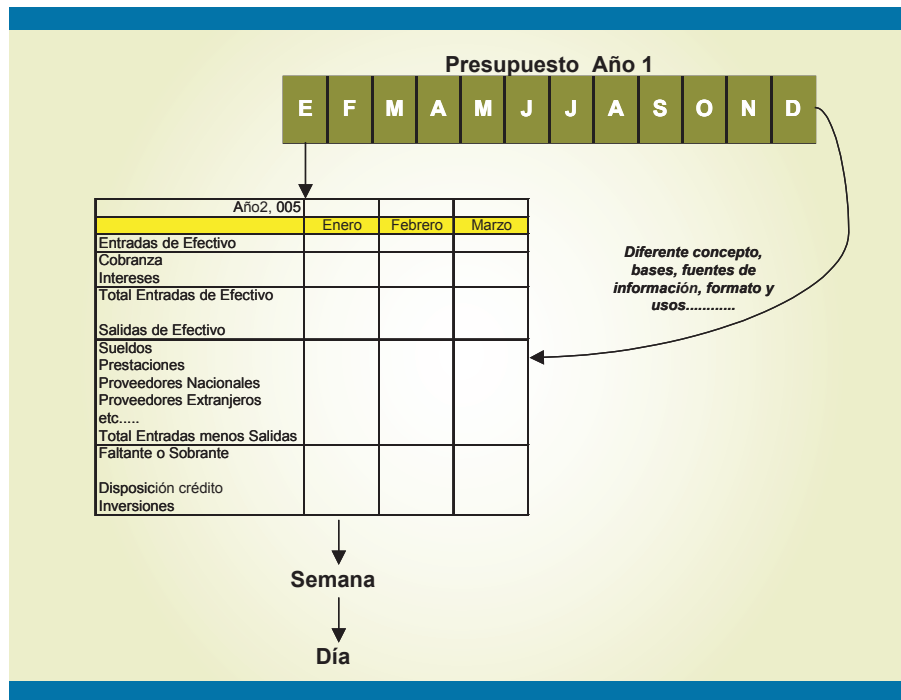 Presupuesto Año 1
E F M A M J J A S O N D
Año2, 005
Enero Febrero Marzo
Entradas de Efectivo
Cobranza
Intereses
Total Entradas de Efectivo
Salidas de Efectivo
Sueldos
Prestaciones
Proveedores Nacionales
Proveedores Extranjeros
etc.....
Total Entradas menos Salidas
Faltante o Sobrante
Disposición crédito
Inversiones
Diferente concepto,
bases, fuentes de
información, formato y
usos............
Semana
Día